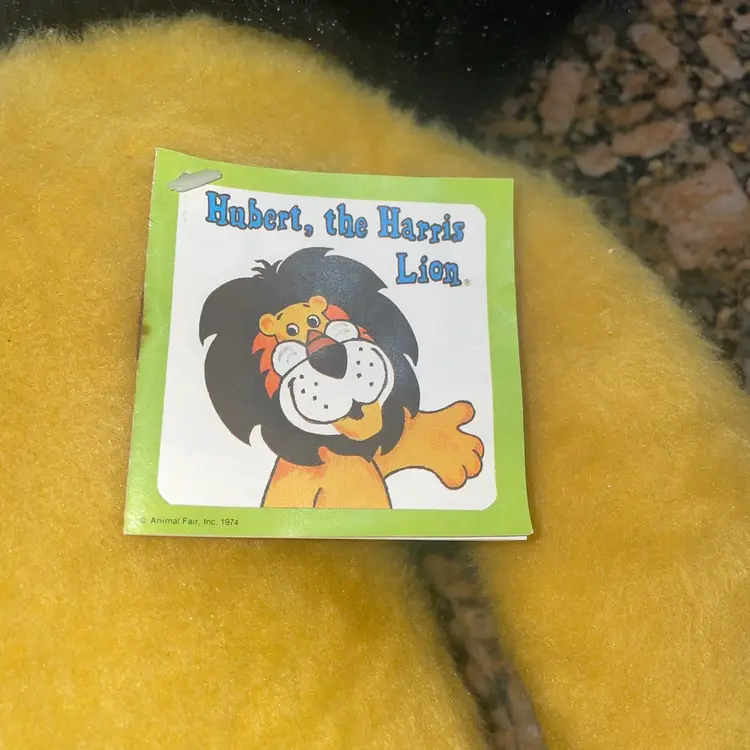 Hubert, the Harris
Lion®
© Animal Fair, Inc. 1974